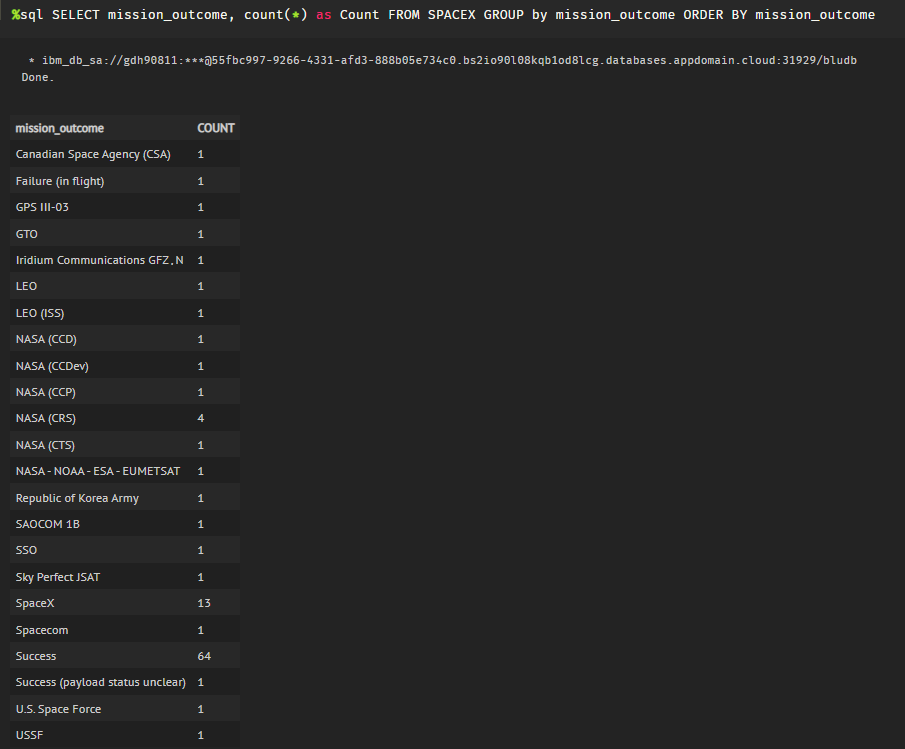 %sql SELECT mission_outcome, count(*) as Count FROM SPACEX GROUP by mission_outcome ORDER BY mission_outcome
* ibm_db_sa://gdh90811:***@55fbc997-9266-4331-afd3-888b05e734c0.bs2io90l08kqb1od8lcg.databases.appdomain.cloud:31929/bludb
Done.
mission_outcome COUNT
Canadian Space Agency (CSA) 1
Failure (in flight) 1
GPS III-03 1
GTO 1
Iridium Communications GFZ , N 1
LEO 1
LEO (ISS) 1
NASA (CCD) 1
NASA (CCDev) 1
NASA (CCP) 1
NASA (CRS) 4
NASA (CTS) 1
NASA - NOAA - ESA - EUMETSAT 1
Republic of Korea Army 1
SAOCOM 1B 1
SSO 1
Sky Perfect JSAT 1
SpaceX 13
Spacecom 1
Success 64
Success (payload status unclear) 1
U.S. Space Force 1
USSF 1